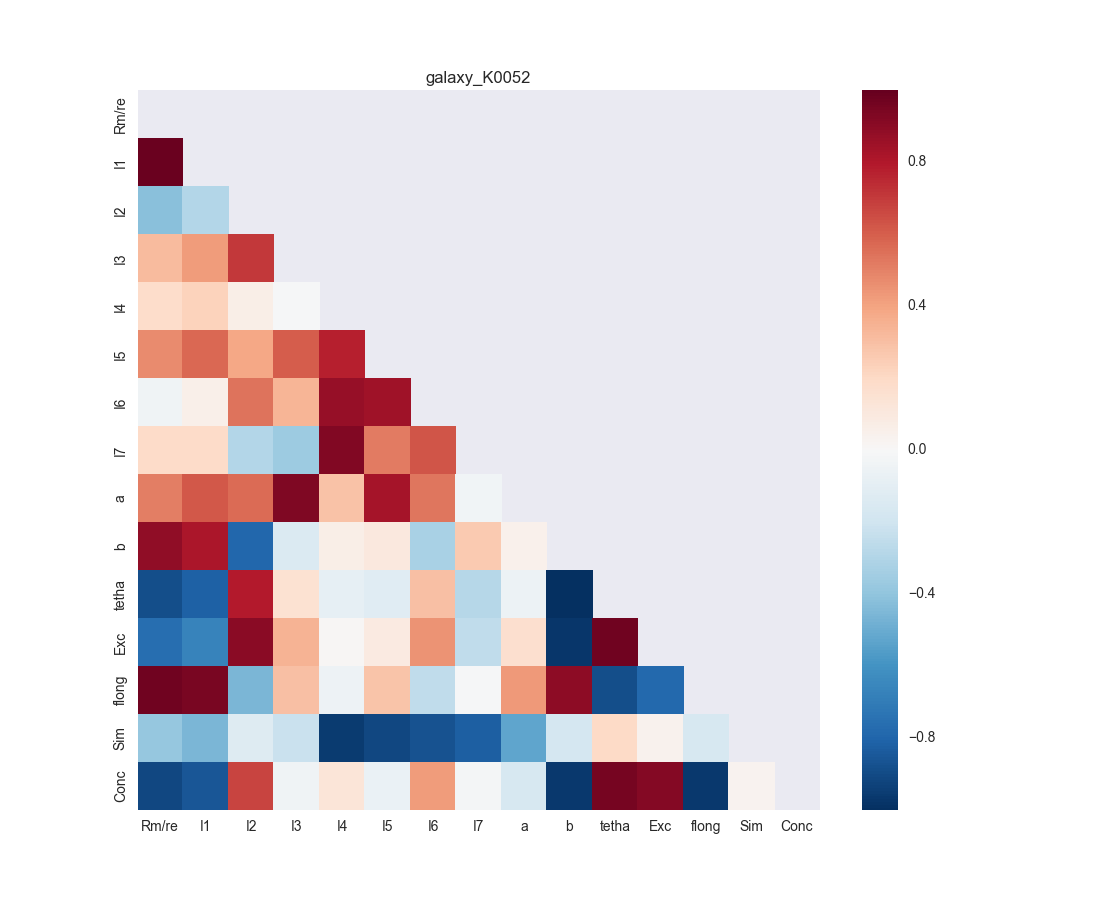 galaxy_K0052
Rm/re
I1
I2
I3
I4
I5
I6
I7
a
b
tetha
Exc
flong
Sim
Conc
Rm/re I1 I2 I3 I4 I5 I6 I7 a b tetha Exc flong Sim Conc
0.8
0.4
0.0
−0.4
−0.8